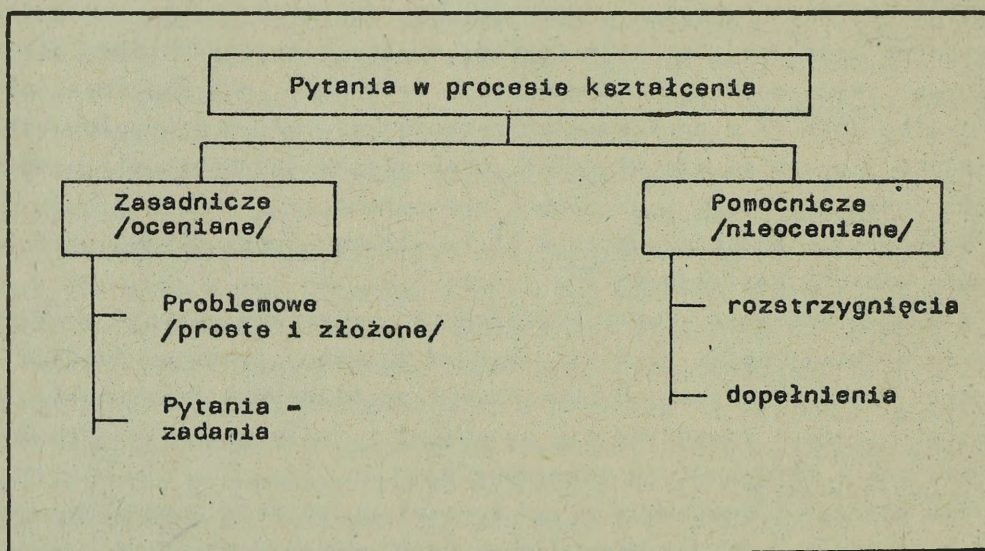 Pytania w procesie kształcenia
Zasadnicze
/oceniane/
Problemowe
/proste i złożone/
Pytania -
zadania
Pomocnicze
/nieoceniane/
rozstrzygnięcia
dopełnienia